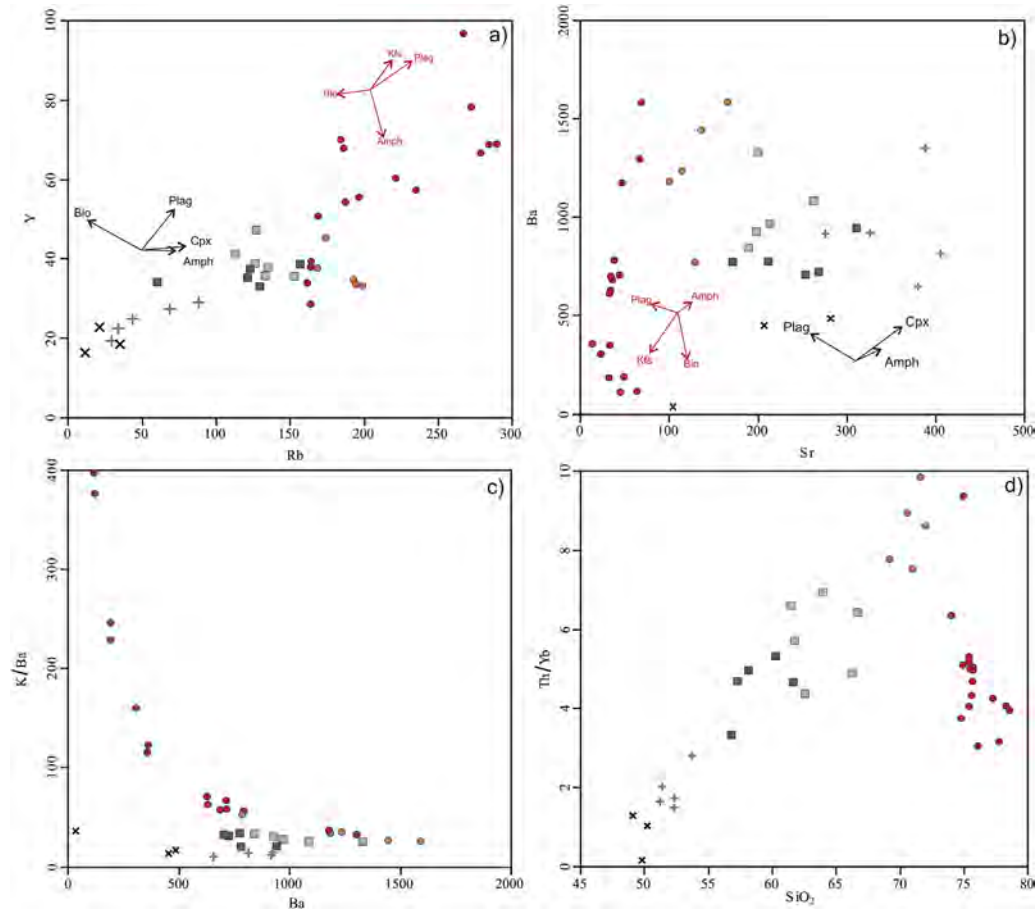 a)
100
80
60
40
20
0
Y
Kfs
Plag
Bio
Amph
Bio
Plag
Cpx
Amph
0 50 100 150 200 250 300
Rb
b)
2000
1500
1000
500
0
Ba
Plag
Amph
Kfs
Bio
Plag
Cpx
Amph
0 100 200 300 400 500
Sr
c)
400
300
200
100
0
K/Ba
0 500 1000 1500 2000
Ba
d)
10
8
6
4
2
0
Th/Yb
45 50 55 60 65 70 75 80
SiO₂